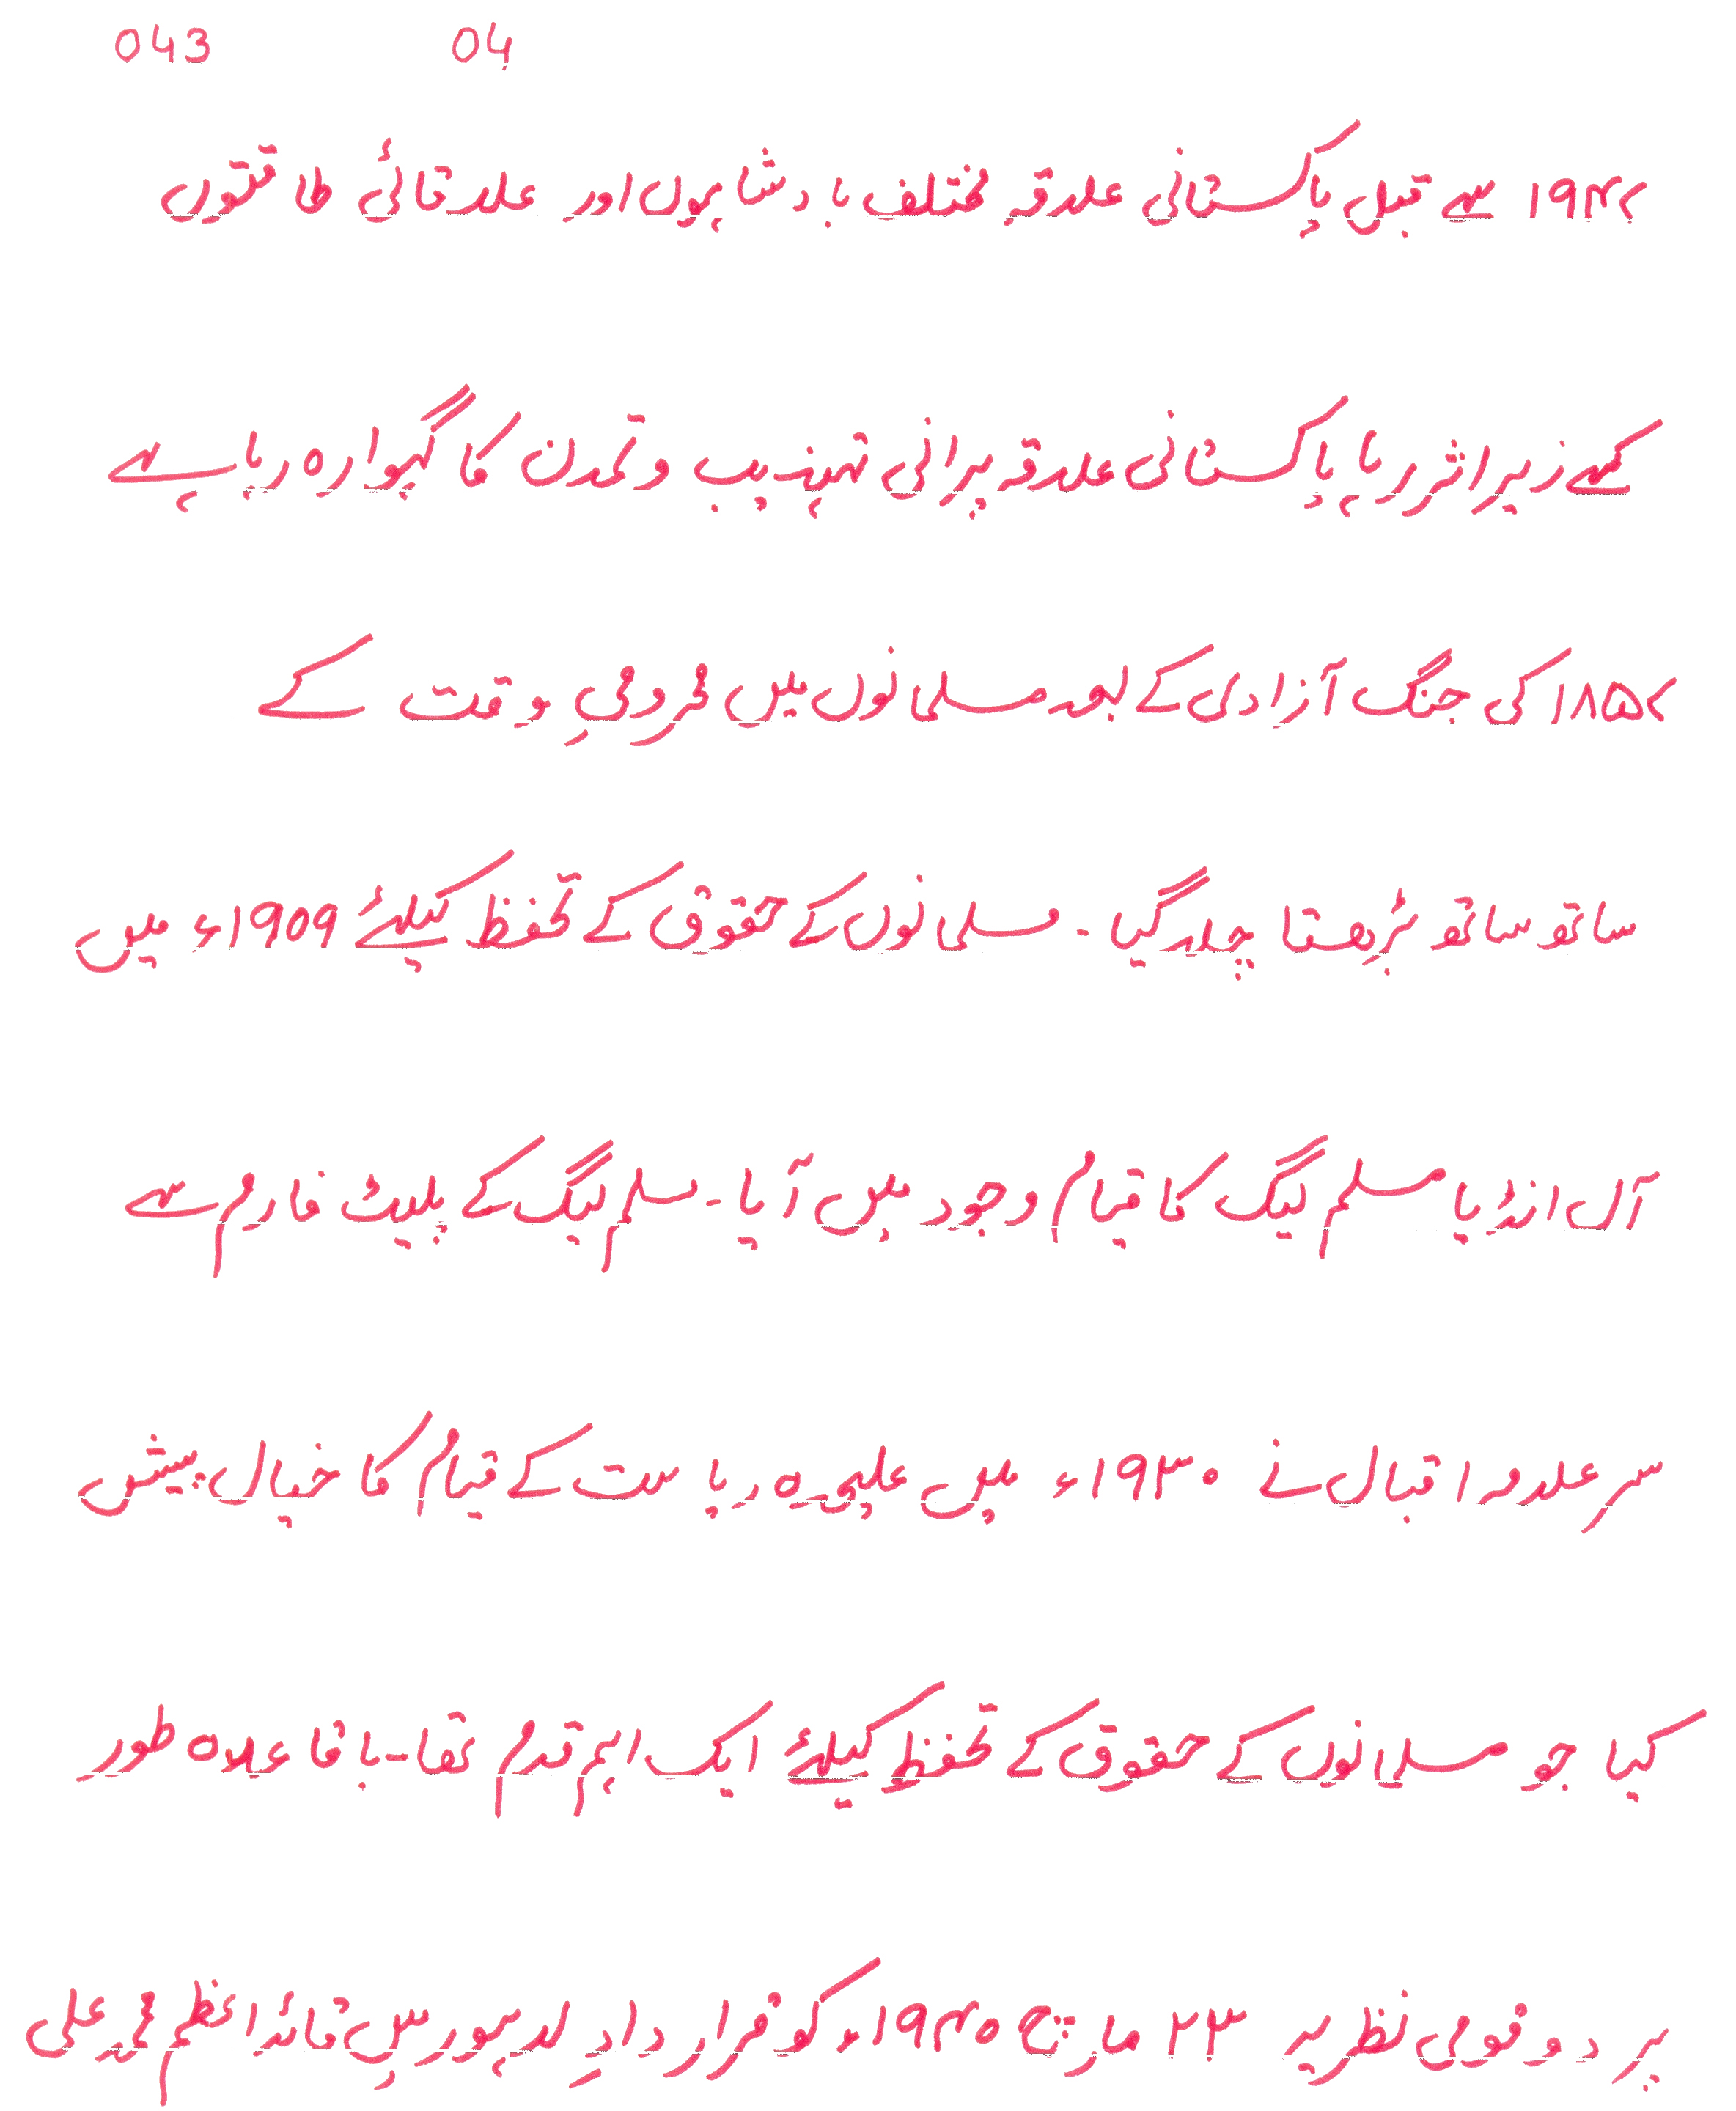 043 04
۱۹۴۷ سے قبل پاکستانی علاقہ مختلف بادشاہوں اور علاقائی طاقتوں
کے زیر اثر رہا پاکستانی علاقہ پرانی تہذیب و تمدن کا گہوارہ رہا ہے
۱۸۵۷ کی جنگ آزادی کے بعد مسلمانوں میں محرومیِ وقت کے
ساتھ ساتھ بڑھتا چلا گیا ۔ مسلمانوں کے حقوق کے تحفظ کیلئے ۱۹۰۹ء میں
آل انڈیا مسلم لیگ کا قیام وجود میں آیا ۔ مسلم لیگ کے پلیٹ فارم سے
سر علامہ اقبال نے ۱۹۳۰ء میں علیحدہ ریاست کے قیام کا خیال پیش
کیا جو مسلمانوں کے حقوق کے تحفظ کیلئے ایک اہم قدم تھا ۔ باقاعدہ طور
پر دو قومی نظریہ ۲۳ مارچ ۱۹۴۰ء کو قرار دادِ لاہور میں قائد اعظم محمد علی